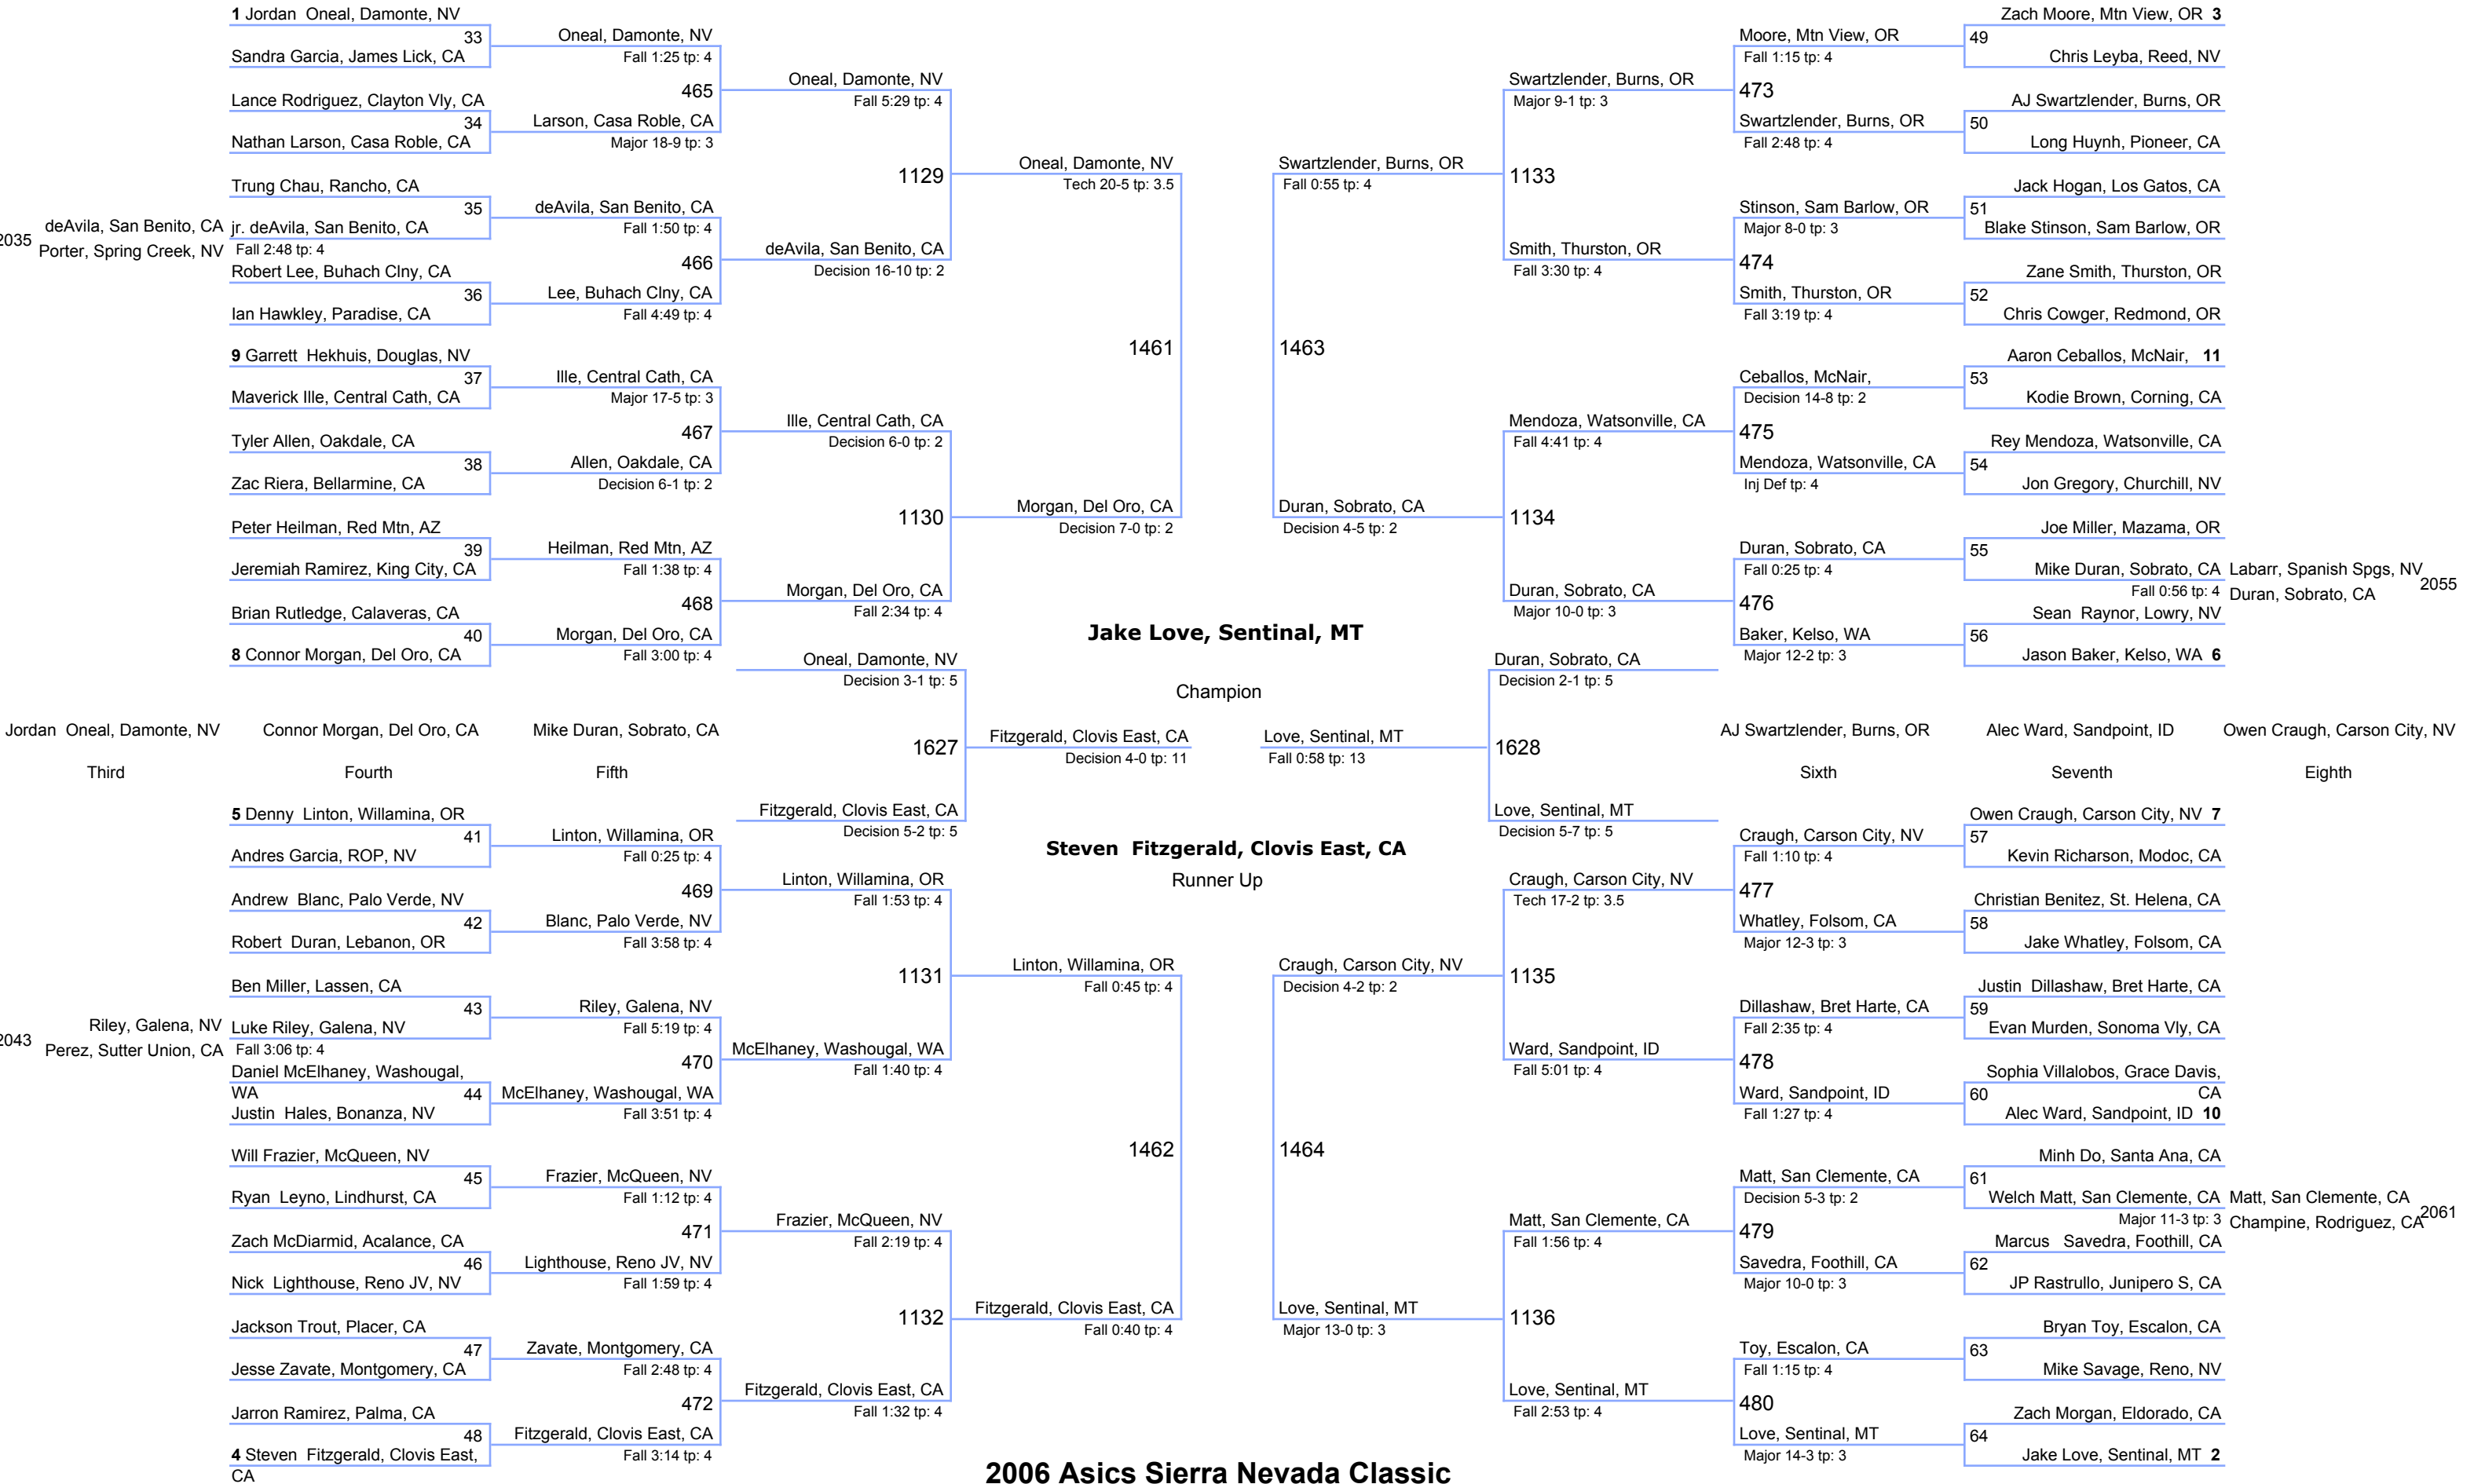 1 Jordan  Oneal, Damonte, NV
33
Sandra Garcia, James Lick, CA
Lance Rodriguez, Clayton Vly, CA
34
Nathan Larson, Casa Roble, CA
Trung Chau, Rancho, CA
35
jr. deAvila, San Benito, CA
Fall 2:48 tp: 4
2035
deAvila, San Benito, CA
Porter, Spring Creek, NV
Robert Lee, Buhach Clny, CA
36
Ian Hawkley, Paradise, CA
9 Garrett  Hekhuis, Douglas, NV
37
Maverick Ille, Central Cath, CA
Tyler Allen, Oakdale, CA
38
Zac Riera, Bellarmine, CA
Peter Heilman, Red Mtn, AZ
39
Jeremiah Ramirez, King City, CA
Brian Rutledge, Calaveras, CA
40
8 Connor Morgan, Del Oro, CA
Oneal, Damonte, NV
Fall 1:25 tp: 4
465
Larson, Casa Roble, CA
Major 18-9 tp: 3
deAvila, San Benito, CA
Fall 1:50 tp: 4
466
Lee, Buhach Clny, CA
Fall 4:49 tp: 4
Ille, Central Cath, CA
Major 17-5 tp: 3
467
Allen, Oakdale, CA
Decision 6-1 tp: 2
Heilman, Red Mtn, AZ
Fall 1:38 tp: 4
468
Morgan, Del Oro, CA
Fall 3:00 tp: 4
Oneal, Damonte, NV
Fall 5:29 tp: 4
1129
deAvila, San Benito, CA
Decision 16-10 tp: 2
Ille, Central Cath, CA
Decision 6-0 tp: 2
1130
Morgan, Del Oro, CA
Fall 2:34 tp: 4
Oneal, Damonte, NV
Tech 20-5 tp: 3.5
1461
Morgan, Del Oro, CA
Decision 7-0 tp: 2
Swartzlender, Burns, OR
Fall 0:55 tp: 4
1463
Duran, Sobrato, CA
Decision 4-5 tp: 2
Swartzlender, Burns, OR
Major 9-1 tp: 3
1133
Smith, Thurston, OR
Fall 3:30 tp: 4
Mendoza, Watsonville, CA
Fall 4:41 tp: 4
1134
Duran, Sobrato, CA
Major 10-0 tp: 3
Moore, Mtn View, OR
Fall 1:15 tp: 4
473
Swartzlender, Burns, OR
Fall 2:48 tp: 4
Stinson, Sam Barlow, OR
Major 8-0 tp: 3
474
Smith, Thurston, OR
Fall 3:19 tp: 4
Ceballos, McNair,
Decision 14-8 tp: 2
475
Mendoza, Watsonville, CA
Inj Def tp: 4
Duran, Sobrato, CA
Fall 0:25 tp: 4
476
Baker, Kelso, WA
Major 12-2 tp: 3
Zach Moore, Mtn View, OR  3
49
Chris Leyba, Reed, NV
AJ Swartzlender, Burns, OR
50
Long Huynh, Pioneer, CA
Jack Hogan, Los Gatos, CA
51
Blake Stinson, Sam Barlow, OR
Zane Smith, Thurston, OR
52
Chris Cowger, Redmond, OR
Aaron Ceballos, McNair,   11
53
Kodie Brown, Corning, CA
Rey Mendoza, Watsonville, CA
54
Jon Gregory, Churchill, NV
Joe Miller, Mazama, OR
55
Mike Duran, Sobrato, CA
Fall 0:56 tp: 4
Labarr, Spanish Spgs, NV
Duran, Sobrato, CA
2055
Sean  Raynor, Lowry, NV
56
Jason Baker, Kelso, WA  6
Jake Love, Sentinal, MT
Champion
Oneal, Damonte, NV
Decision 3-1 tp: 5
1627
Fitzgerald, Clovis East, CA
Decision 5-2 tp: 5
Fitzgerald, Clovis East, CA
Decision 4-0 tp: 11
Love, Sentinal, MT
Fall 0:58 tp: 13
Duran, Sobrato, CA
Decision 2-1 tp: 5
1628
Love, Sentinal, MT
Decision 5-7 tp: 5
Steven  Fitzgerald, Clovis East, CA
Runner Up
Jordan  Oneal, Damonte, NV
Third
Connor Morgan, Del Oro, CA
Fourth
Mike Duran, Sobrato, CA
Fifth
AJ Swartzlender, Burns, OR
Sixth
Alec Ward, Sandpoint, ID
Seventh
Owen Craugh, Carson City, NV
Eighth
5 Denny  Linton, Willamina, OR
41
Andres Garcia, ROP, NV
Andrew  Blanc, Palo Verde, NV
42
Robert  Duran, Lebanon, OR
Ben Miller, Lassen, CA
43
Luke Riley, Galena, NV
Fall 3:06 tp: 4
2043
Riley, Galena, NV
Perez, Sutter Union, CA
Daniel McElhaney, Washougal,
WA
44
Justin  Hales, Bonanza, NV
Will Frazier, McQueen, NV
45
Ryan  Leyno, Lindhurst, CA
Zach McDiarmid, Acalance, CA
46
Nick  Lighthouse, Reno JV, NV
Jackson Trout, Placer, CA
47
Jesse Zavate, Montgomery, CA
Jarron Ramirez, Palma, CA
48
4 Steven  Fitzgerald, Clovis East,
CA
Linton, Willamina, OR
Fall 0:25 tp: 4
469
Blanc, Palo Verde, NV
Fall 3:58 tp: 4
Riley, Galena, NV
Fall 5:19 tp: 4
470
McElhaney, Washougal, WA
Fall 3:51 tp: 4
Frazier, McQueen, NV
Fall 1:12 tp: 4
471
Lighthouse, Reno JV, NV
Fall 1:59 tp: 4
Zavate, Montgomery, CA
Fall 2:48 tp: 4
472
Fitzgerald, Clovis East, CA
Fall 3:14 tp: 4
Linton, Willamina, OR
Fall 1:53 tp: 4
1131
McElhaney, Washougal, WA
Fall 1:40 tp: 4
Frazier, McQueen, NV
Fall 2:19 tp: 4
1132
Fitzgerald, Clovis East, CA
Fall 1:32 tp: 4
Linton, Willamina, OR
Fall 0:45 tp: 4
1462
Fitzgerald, Clovis East, CA
Fall 0:40 tp: 4
Craugh, Carson City, NV
Decision 4-2 tp: 2
1464
Love, Sentinal, MT
Major 13-0 tp: 3
Craugh, Carson City, NV
Tech 17-2 tp: 3.5
1135
Ward, Sandpoint, ID
Fall 5:01 tp: 4
Matt, San Clemente, CA
Fall 1:56 tp: 4
1136
Love, Sentinal, MT
Fall 2:53 tp: 4
Craugh, Carson City, NV
Fall 1:10 tp: 4
477
Whatley, Folsom, CA
Major 12-3 tp: 3
Dillashaw, Bret Harte, CA
Fall 2:35 tp: 4
478
Ward, Sandpoint, ID
Fall 1:27 tp: 4
Matt, San Clemente, CA
Decision 5-3 tp: 2
479
Savedra, Foothill, CA
Major 10-0 tp: 3
Toy, Escalon, CA
Fall 1:15 tp: 4
480
Love, Sentinal, MT
Major 14-3 tp: 3
Owen Craugh, Carson City, NV  7
57
Kevin Richarson, Modoc, CA
Christian Benitez, St. Helena, CA
58
Jake Whatley, Folsom, CA
Justin  Dillashaw, Bret Harte, CA
59
Evan Murden, Sonoma Vly, CA
Sophia Villalobos, Grace Davis,
CA
60
Alec Ward, Sandpoint, ID  10
Minh Do, Santa Ana, CA
61
Welch Matt, San Clemente, CA
Major 11-3 tp: 3
Matt, San Clemente, CA
Champine, Rodriguez, CA
2061
Marcus   Savedra, Foothill, CA
62
JP Rastrullo, Junipero S, CA
Bryan Toy, Escalon, CA
63
Mike Savage, Reno, NV
Zach Morgan, Eldorado, CA
64
Jake Love, Sentinal, MT  2
2006 Asics Sierra Nevada Classic